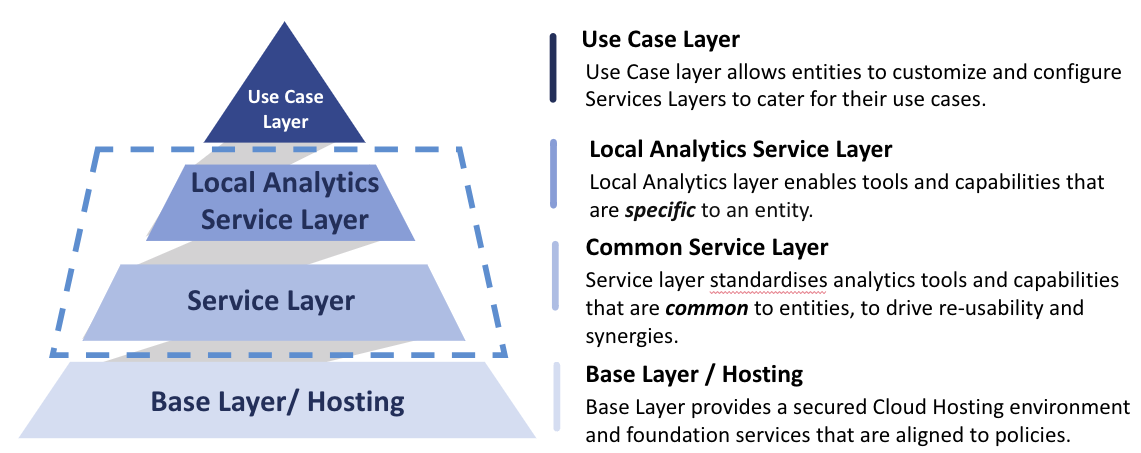 Use Case
Layer
Local Analytics
Service Layer
Service Layer
Base Layer/ Hosting
Use Case Layer
Use Case layer allows entities to customize and configure
Services Layers to cater for their use cases.
Local Analytics Service Layer
Local Analytics layer enables tools and capabilities that
are specific to an entity.
Common Service Layer
Service layer standardises analytics tools and capabilities
that are common to entities, to drive re-usability and
synergies.
Base Layer / Hosting
Base Layer provides a secured Cloud Hosting environment
and foundation services that are aligned to policies.